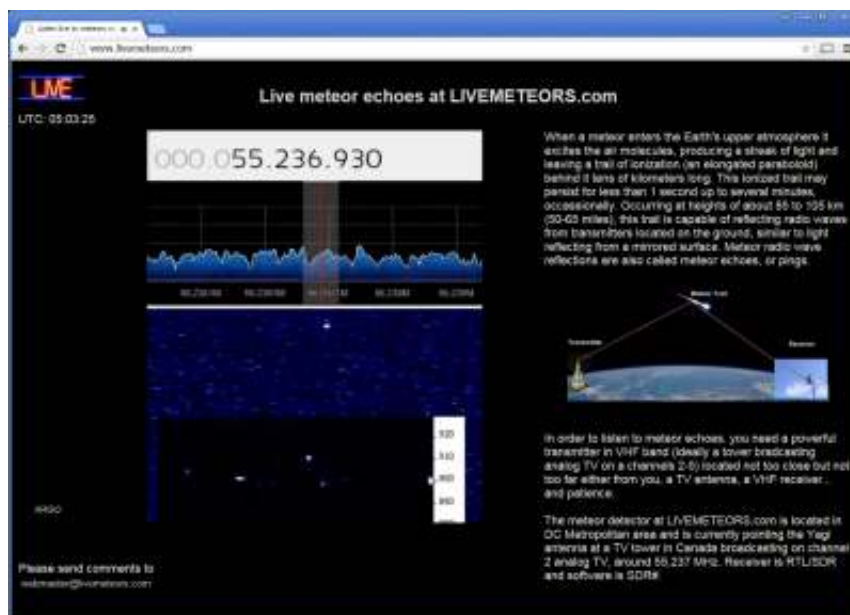 www.livemeteors.com
LIVE
Live meteor echoes at LIVEMETEORS.com
UTC: 05:03:25
000.055.236.930
When a meteor enters the Earth's upper atmosphere it
excites the air molecules, producing a streak of light and
leaving a trail of ionization (an elongated paraboloid)
behind it tens of kilometers long. This ionized trail may
persist for less than 1 second up to several minutes,
occassionally. Occurring at heights of about 85 to 105 km
(50-65 miles), this trail is capable of reflecting radio waves
from transmitters located on the ground, similar to light
reflecting from a mirrored surface. Meteor radio wave
reflections are also called meteor echoes, or pings.
Meteor Trail
Transmitter
Receiver
In order to listen to meteor echoes, you need a powerful
transmitter in VHF band (ideally a tower bradcasting
analog TV on a channels 2-6) located not too close but not
too far either from you, a TV antenna, a VHF receiver...
and patience.
ARGO
The meteor detector at LIVEMETEORS.com is located in
DC Metropolitan area and is currently pointing the Yagi
antenna at a TV tower in Canada broadcasting on channel
2 analog TV, around 55,237 MHz. Receiver is RTL/SDR
and software is SDR#
Please send comments to
webmaster@livemeteors.com